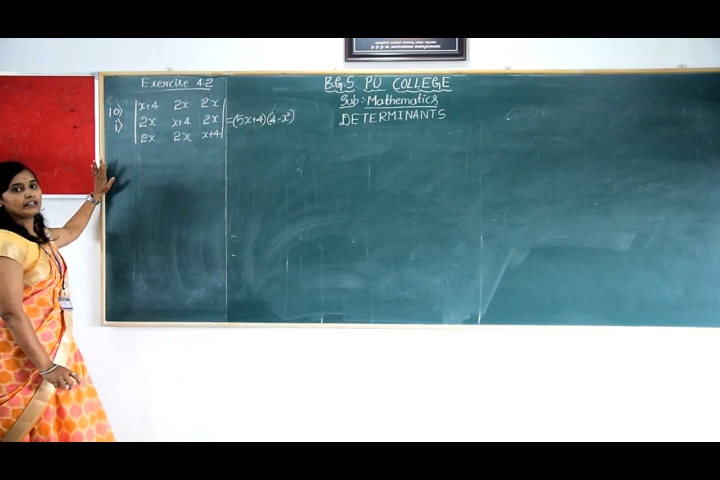 Exercise 4.2
10) i) | x+4 2x 2x |
| 2x x+4 2x | =(5x+4)(4-x²)
| 2x 2x x+4 |
B.G.S. PU COLLEGE
Sub: Mathematics
DETERMINANTS